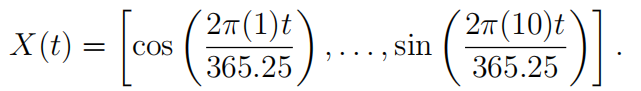 X(t) = [cos(2π(1)t/365.25), ..., sin(2π(10)t/365.25)].